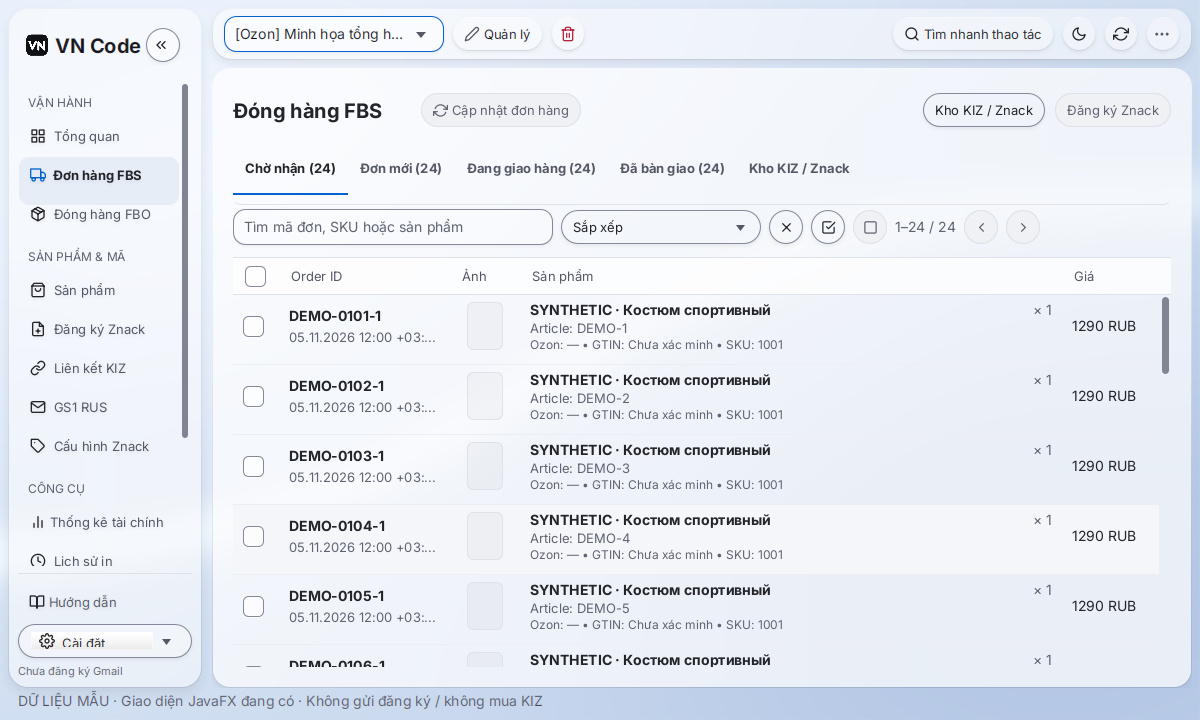 VN VN Code
«
VẬN HÀNH
Tổng quan
Đơn hàng FBS
Đóng hàng FBO
SẢN PHẨM & MÃ
Sản phẩm
Đăng ký Znack
Liên kết KIZ
GS1 RUS
Cấu hình Znack
CÔNG CỤ
Thống kê tài chính
Lịch sử in
Hướng dẫn
Cài đặt
Chưa đăng ký Gmail
[Ozon] Minh họa tổng h...
Quản lý
Tìm nhanh thao tác
Đóng hàng FBS
Cập nhật đơn hàng
Kho KIZ / Znack
Đăng ký Znack
Chờ nhận (24)
Đơn mới (24)
Đang giao hàng (24)
Đã bàn giao (24)
Kho KIZ / Znack
Tìm mã đơn, SKU hoặc sản phẩm
Sắp xếp
1–24 / 24
Order ID
Ảnh
Sản phẩm
Giá
DEMO-0101-1
05.11.2026 12:00 +03:...
SYNTHETIC · Костюм спортивный
× 1
Article: DEMO-1
Ozon: — • GTIN: Chưa xác minh • SKU: 1001
1290 RUB
DEMO-0102-1
05.11.2026 12:00 +03:...
SYNTHETIC · Костюм спортивный
× 1
Article: DEMO-2
Ozon: — • GTIN: Chưa xác minh • SKU: 1001
1290 RUB
DEMO-0103-1
05.11.2026 12:00 +03:...
SYNTHETIC · Костюм спортивный
× 1
Article: DEMO-3
Ozon: — • GTIN: Chưa xác minh • SKU: 1001
1290 RUB
DEMO-0104-1
05.11.2026 12:00 +03:...
SYNTHETIC · Костюм спортивный
× 1
Article: DEMO-4
Ozon: — • GTIN: Chưa xác minh • SKU: 1001
1290 RUB
DEMO-0105-1
05.11.2026 12:00 +03:...
SYNTHETIC · Костюм спортивный
× 1
Article: DEMO-5
Ozon: — • GTIN: Chưa xác minh • SKU: 1001
1290 RUB
DEMO-0106-1
SYNTHETIC · Костюм спортивный
× 1
DỮ LIỆU MẪU · Giao diện JavaFX đang có · Không gửi đăng ký / không mua KIZ